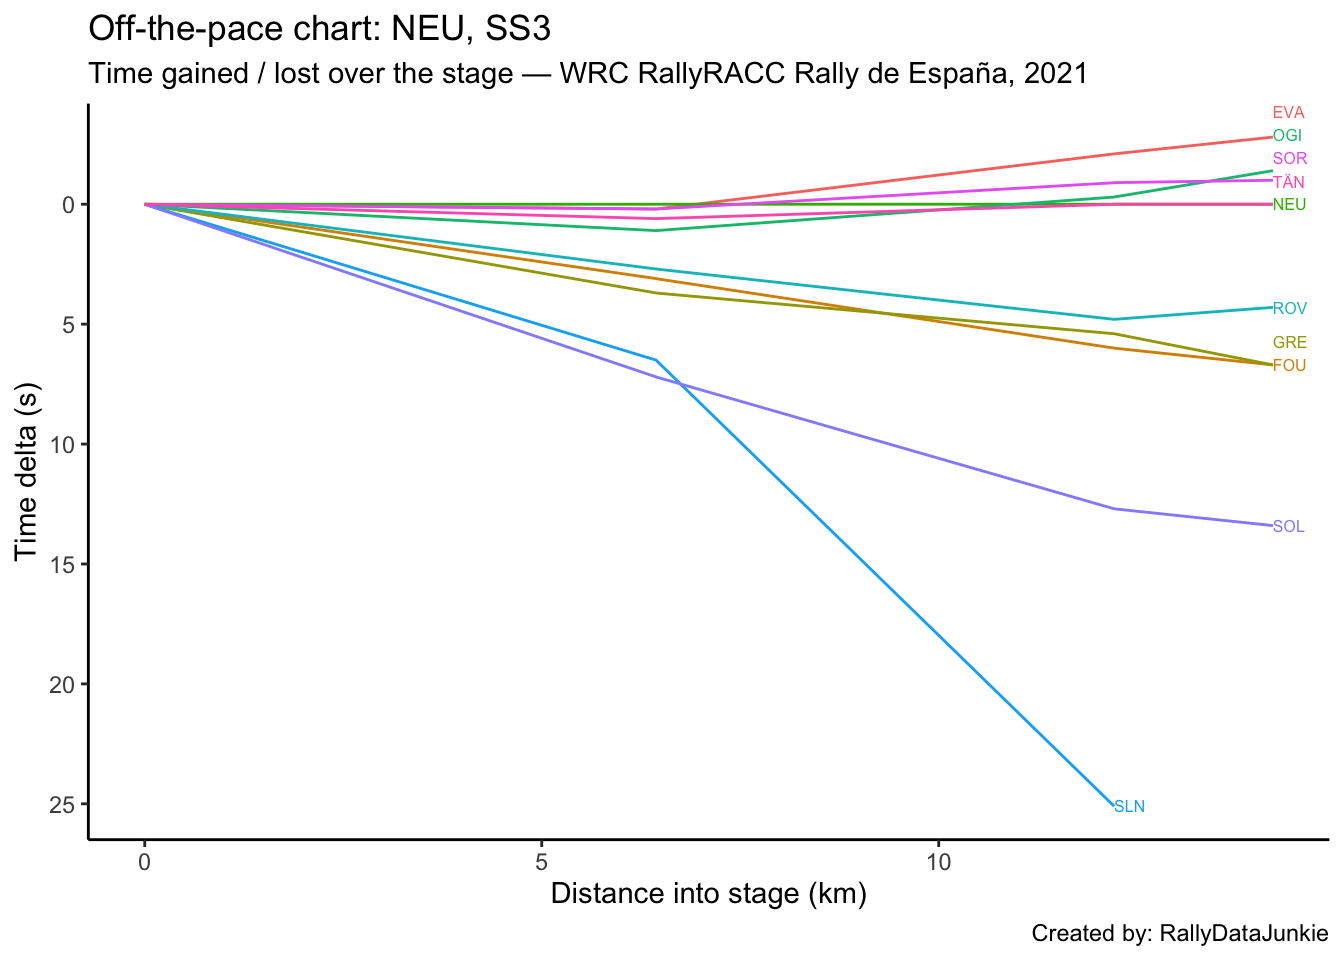 Off-the-pace chart: NEU, SS3
Time gained / lost over the stage — WRC RallyRACC Rally de España, 2021
EVA
OGI
SOR
TÄN
NEU
ROV
GRE
FOU
SOL
SLN
0
5
10
15
20
25
Time delta (s)
0
5
10
Distance into stage (km)
Created by: RallyDataJunkie